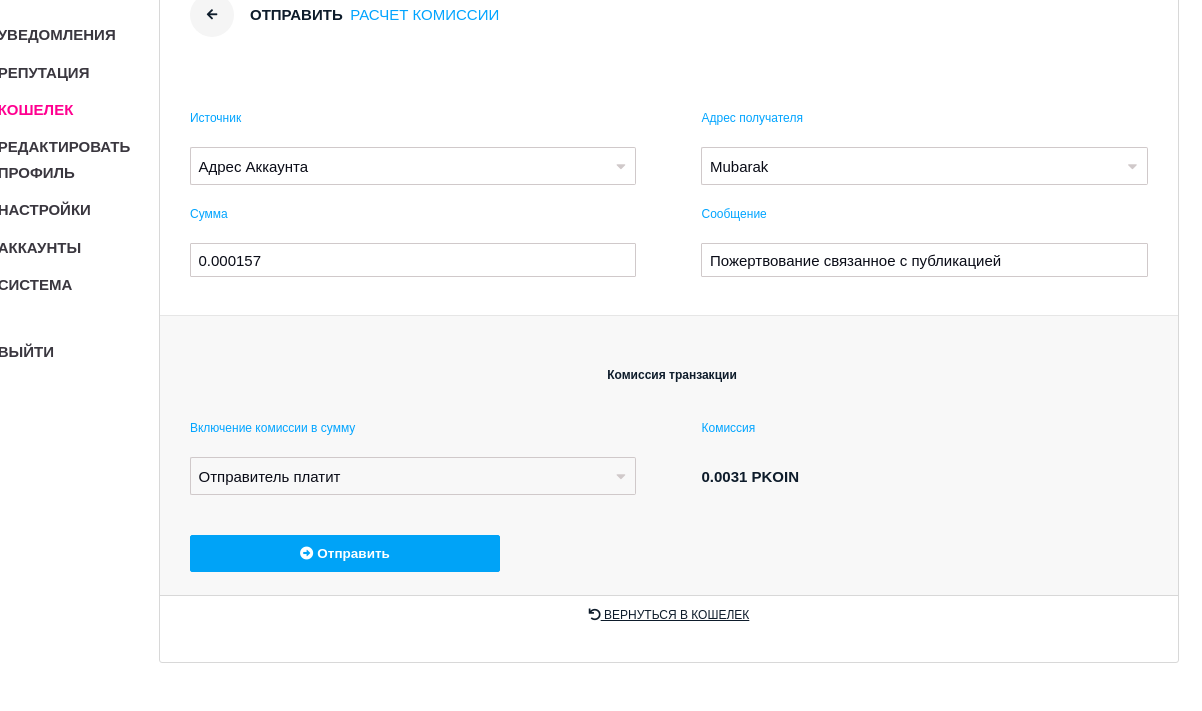 ОТПРАВИТЬ РАСЧЕТ КОМИССИИ
УВЕДОМЛЕНИЯ
РЕПУТАЦИЯ
КОШЕЛЕК
РЕДАКТИРОВАТЬ
ПРОФИЛЬ
НАСТРОЙКИ
АККАУНТЫ
СИСТЕМА
ВЫЙТИ
Источник
Адрес получателя
Адрес Аккаунта
Mubarak
Сумма
Сообщение
0.000157
Пожертвование связанное с публикацией
Комиссия транзакции
Включение комиссии в сумму
Комиссия
Отправитель платит
0.0031 PKOIN
Отправить
ВЕРНУТЬСЯ В КОШЕЛЕК